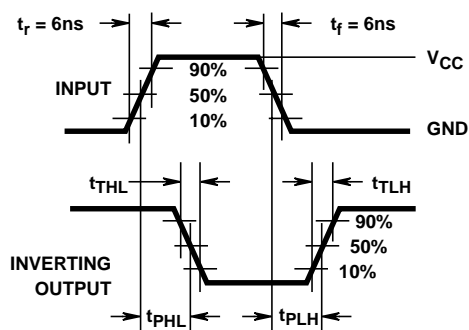 tr = 6ns
tf = 6ns
VCC
90%
INPUT
50%
10%
GND
tTHL
tTLH
90%
50%
10%
INVERTING
OUTPUT
tPHL
tPLH